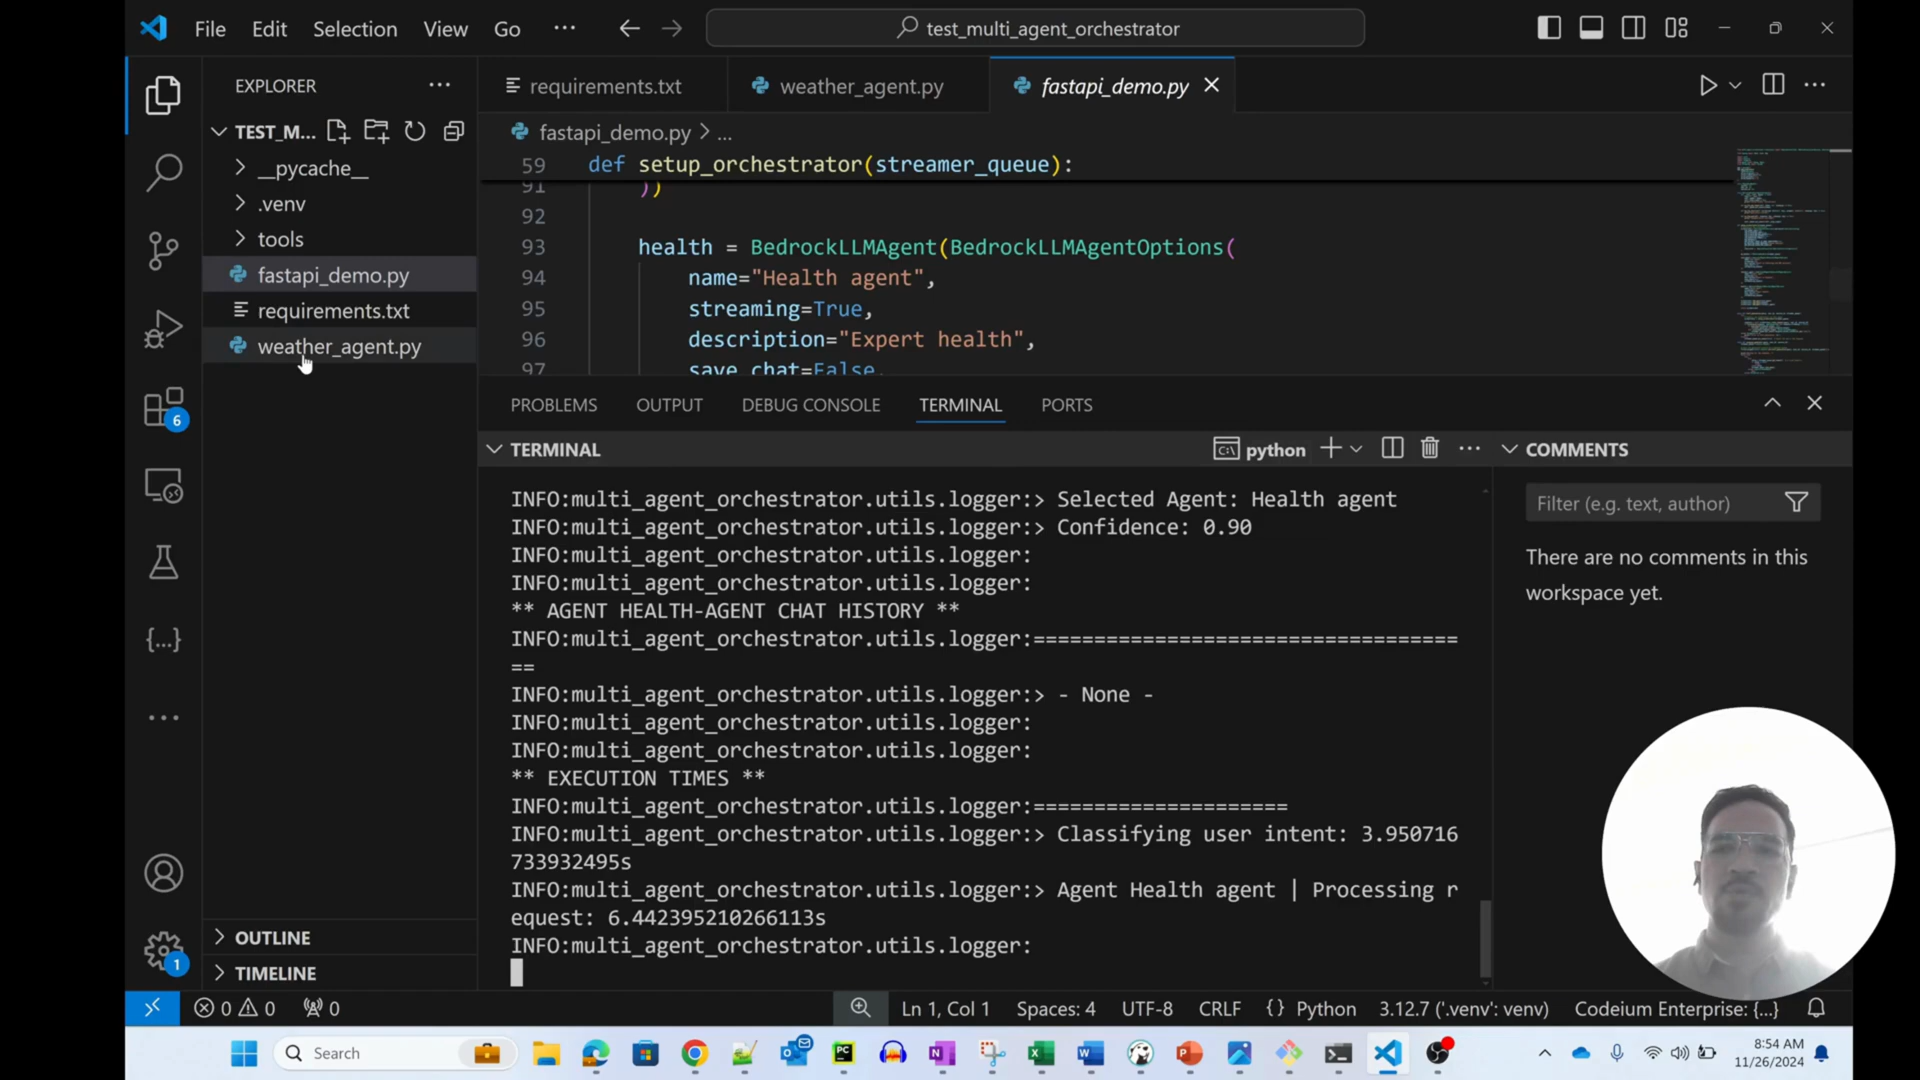 File Edit Selection View Go ··· test_multi_agent_orchestrator
EXPLORER
requirements.txt weather_agent.py fastapi_demo.py
TEST_M...
fastapi_demo.py > ...
__pycache__
.venv
tools
fastapi_demo.py
requirements.txt
weather_agent.py
59 def setup_orchestrator(streamer_queue):
91 ))
92
93 health = BedrockLLMAgent(BedrockLLMAgentOptions(
94 name="Health agent",
95 streaming=True,
96 description="Expert health",
97 save_chat=False,
PROBLEMS OUTPUT DEBUG CONSOLE TERMINAL PORTS
TERMINAL
python
COMMENTS
Filter (e.g. text, author)
There are no comments in this
workspace yet.
INFO:multi_agent_orchestrator.utils.logger:> Selected Agent: Health agent
INFO:multi_agent_orchestrator.utils.logger:> Confidence: 0.90
INFO:multi_agent_orchestrator.utils.logger:
INFO:multi_agent_orchestrator.utils.logger:
** AGENT HEALTH-AGENT CHAT HISTORY **
INFO:multi_agent_orchestrator.utils.logger:===================================
==
INFO:multi_agent_orchestrator.utils.logger:> - None -
INFO:multi_agent_orchestrator.utils.logger:
INFO:multi_agent_orchestrator.utils.logger:
** EXECUTION TIMES **
INFO:multi_agent_orchestrator.utils.logger:=====================
INFO:multi_agent_orchestrator.utils.logger:> Classifying user intent: 3.950716
733932495s
INFO:multi_agent_orchestrator.utils.logger:> Agent Health agent | Processing r
equest: 6.442395210266113s
INFO:multi_agent_orchestrator.utils.logger:
6
1
OUTLINE
TIMELINE
0 0 0
Ln 1, Col 1 Spaces: 4 UTF-8 CRLF {} Python 3.12.7 ('.venv': venv) Codeium Enterprise: {...}
Search
8:54 AM
11/26/2024